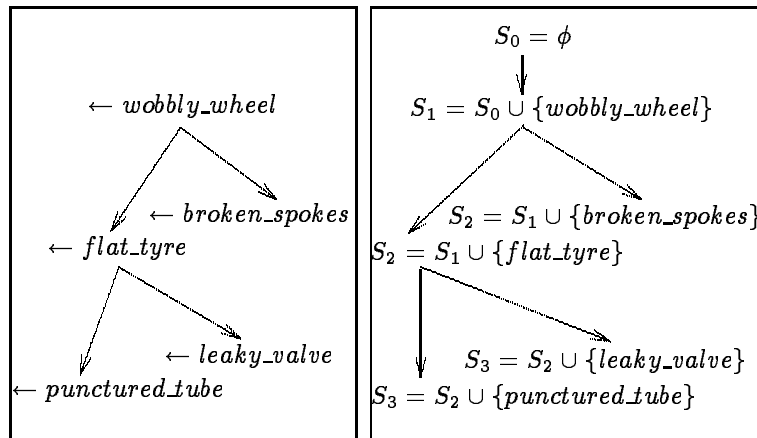 ← wobbly_wheel
← broken_spokes
← flat_tyre
← leaky_valve
← punctured_tube
S₀ = ϕ
S₁ = S₀ ∪ {wobbly_wheel}
S₂ = S₁ ∪ {broken_spokes}
S₂ = S₁ ∪ {flat_tyre}
S₃ = S₂ ∪ {leaky_valve}
S₃ = S₂ ∪ {punctured_tube}